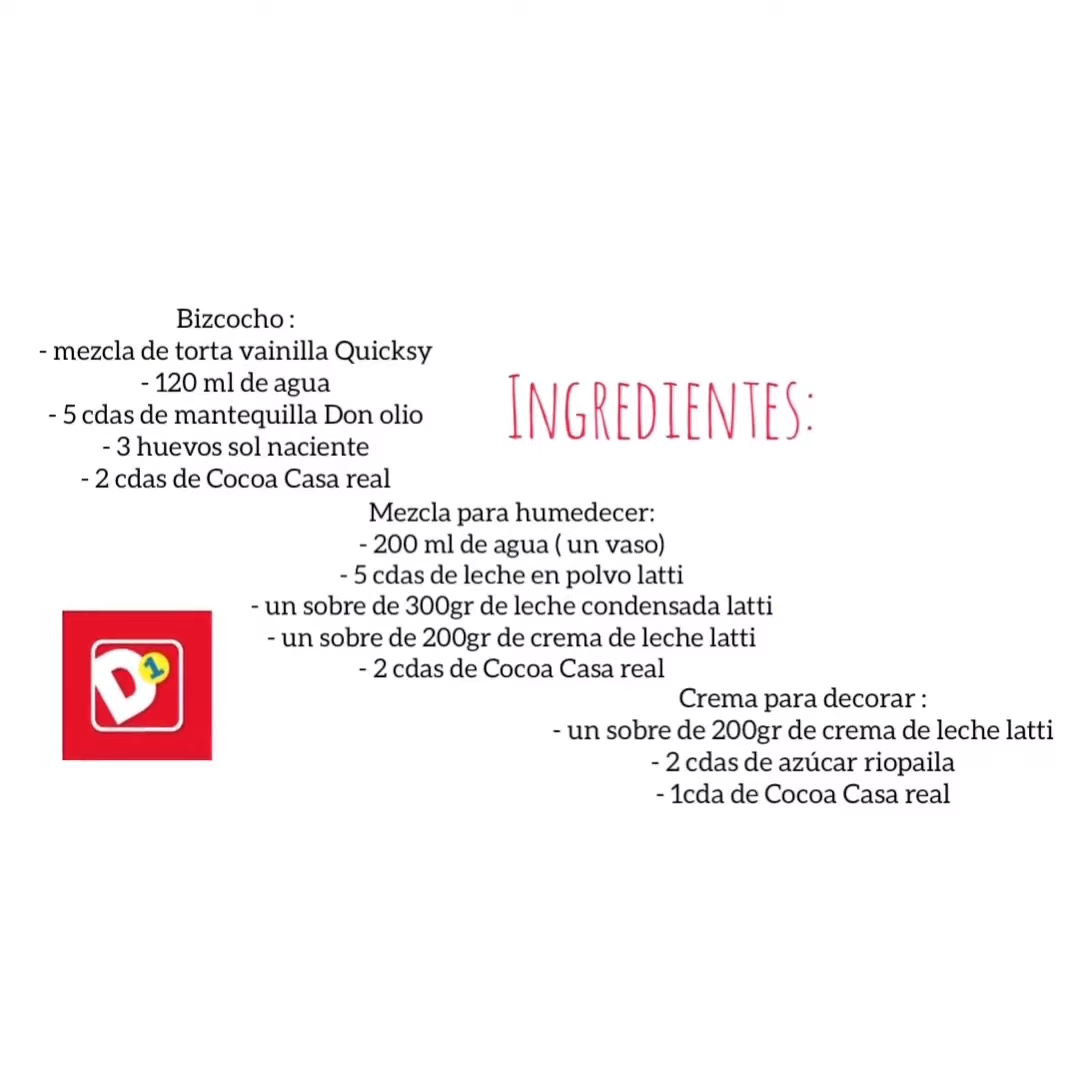 Bizcocho :
- mezcla de torta vainilla Quicksy
- 120 ml de agua
- 5 cdas de mantequilla Don olio
- 3 huevos sol naciente
- 2 cdas de Cocoa Casa real
INGREDIENTES:
Mezcla para humedecer:
- 200 ml de agua ( un vaso)
- 5 cdas de leche en polvo latti
- un sobre de 300gr de leche condensada latti
- un sobre de 200gr de crema de leche latti
- 2 cdas de Cocoa Casa real
D1
Crema para decorar :
- un sobre de 200gr de crema de leche latti
- 2 cdas de azúcar riopaila
- 1cda de Cocoa Casa real